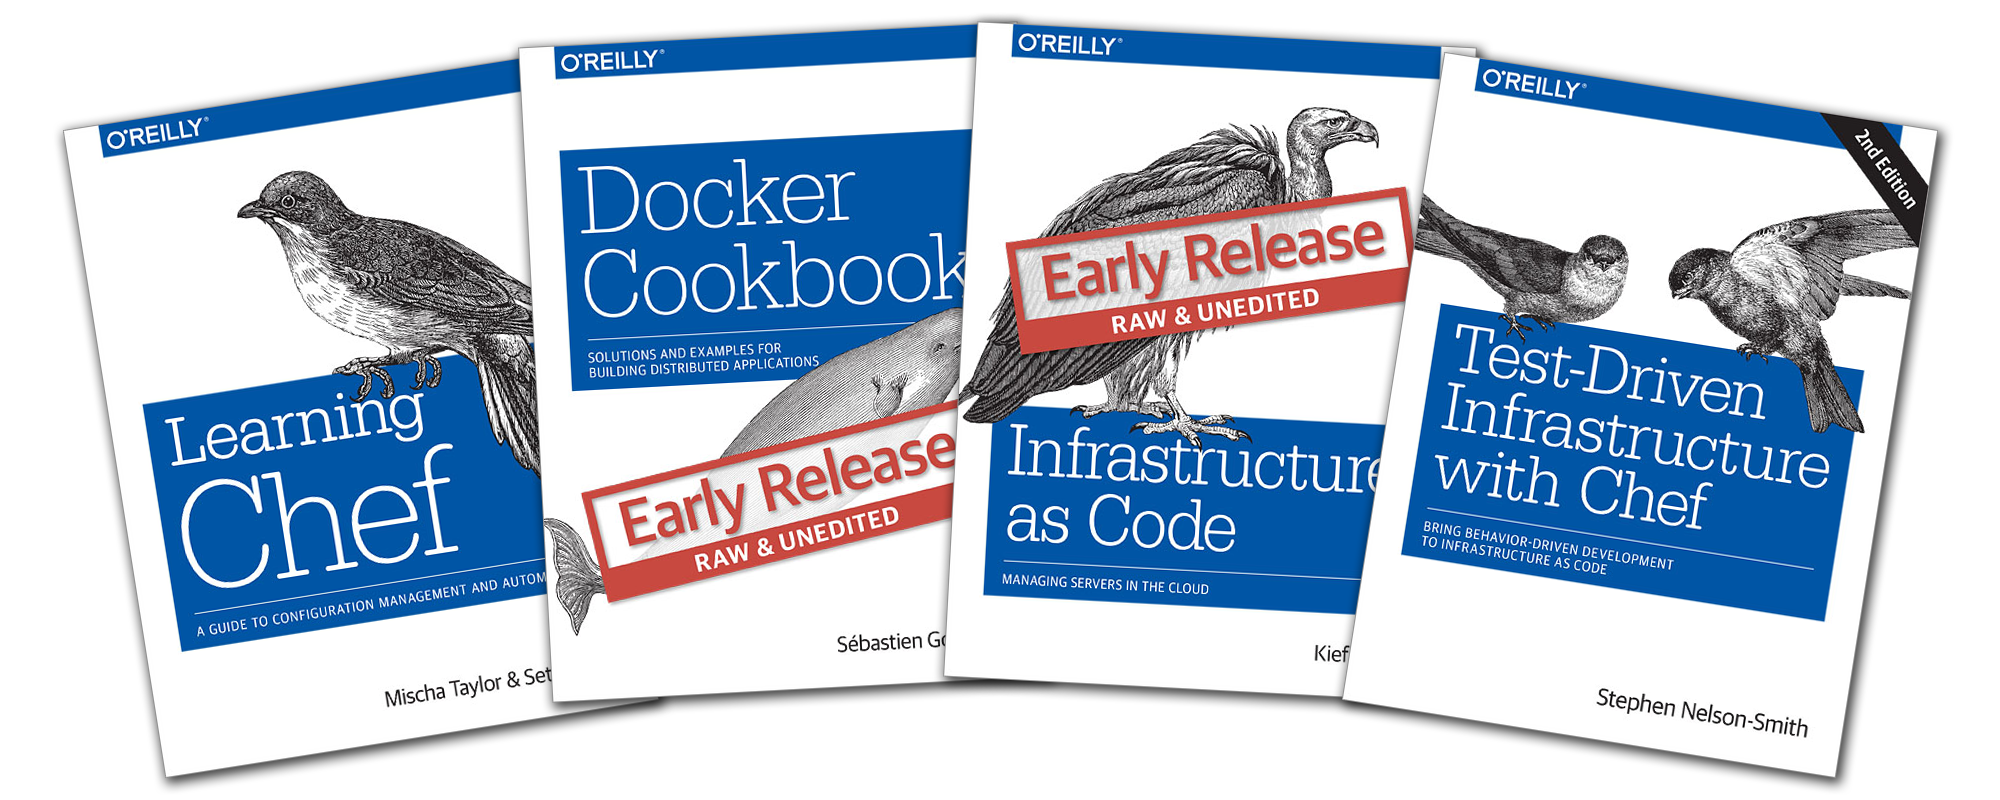 O'REILLY®
Learning
Chef
A GUIDE TO CONFIGURATION MANAGEMENT AND AUTOM
Mischa Taylor & Set
O'REILLY®
Docker
Cookbook
SOLUTIONS AND EXAMPLES FOR
BUILDING DISTRIBUTED APPLICATIONS
Early Release
RAW & UNEDITED
Sébastien Go
O'REILLY®
Early Release
RAW & UNEDITED
Infrastructure
as Code
MANAGING SERVERS IN THE CLOUD
Kief
O'REILLY®
2nd Edition
Test-Driven
Infrastructure
with Chef
BRING BEHAVIOR-DRIVEN DEVELOPMENT
TO INFRASTRUCTURE AS CODE
Stephen Nelson-Smith